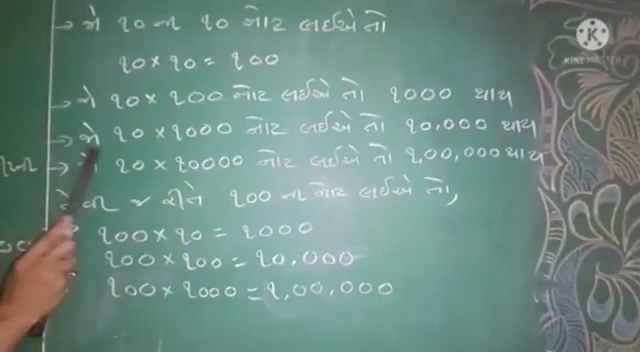 → જો ૧૦ ના ૧૦ નોટ લઈએ તો
૧૦ × ૧૦ = ૧૦૦
→ જો ૧૦ × ૧૦૦ નોટ લઈએ તો ૧૦૦૦ થાય
→ જો ૧૦ × ૧૦૦૦ નોટ લઈએ તો ૧૦,૦૦૦ થાય
→ ૧૦ × ૧૦૦૦૦ નોટ લઈએ તો ૧,૦૦,૦૦૦ થાય
તેવી જ રીતે ૧૦૦ ના નોટ લઈએ તો,
૧૦૦ × ૧૦ = ૧૦૦૦
૧૦૦ × ૧૦૦ = ૧૦,૦૦૦
૧૦૦ × ૧૦૦૦ = ૧,૦૦,૦૦૦
K
KINEMASTER